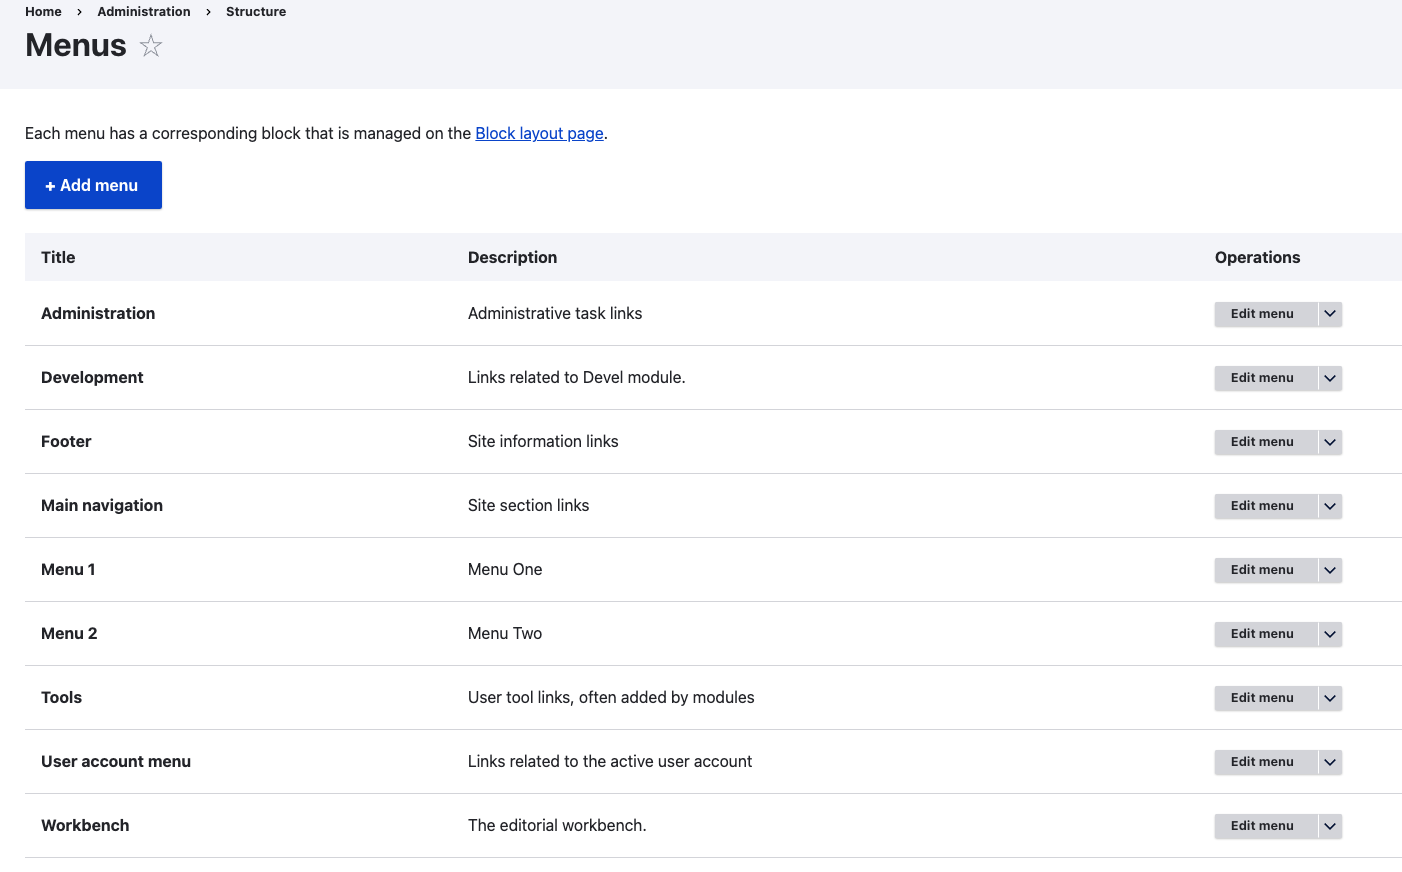 Home > Administration > Structure
Menus
Each menu has a corresponding block that is managed on the Block layout page.
+ Add menu
Title Description Operations
Administration Administrative task links Edit menu
Development Links related to Devel module. Edit menu
Footer Site information links Edit menu
Main navigation Site section links Edit menu
Menu 1 Menu One Edit menu
Menu 2 Menu Two Edit menu
Tools User tool links, often added by modules Edit menu
User account menu Links related to the active user account Edit menu
Workbench The editorial workbench. Edit menu